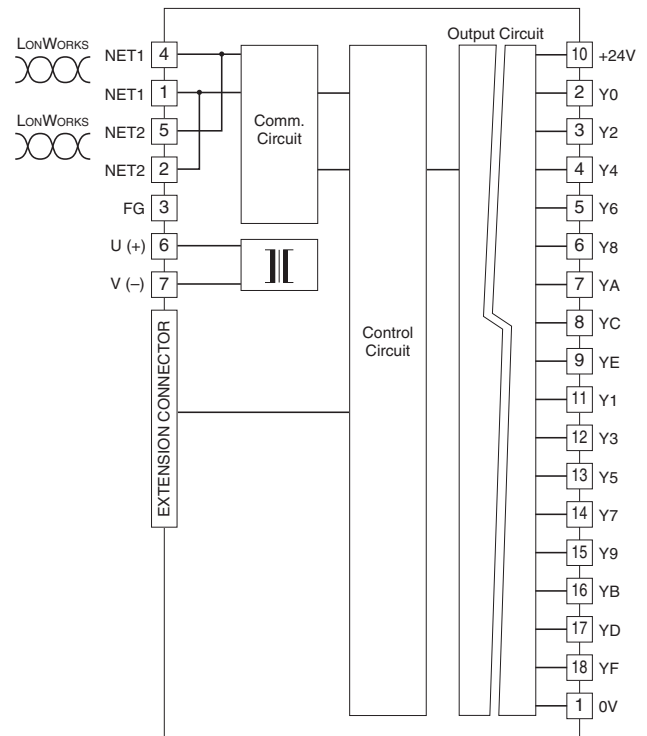 LONWORKS
NET1 4
NET1 1
LONWORKS
NET2 5
NET2 2
FG 3
U (+) 6
V (–) 7
EXTENSION CONNECTOR
Comm.
Circuit
Control
Circuit
Output Circuit
10 +24V
2 Y0
3 Y2
4 Y4
5 Y6
6 Y8
7 YA
8 YC
9 YE
11 Y1
12 Y3
13 Y5
14 Y7
15 Y9
16 YB
17 YD
18 YF
1 0V